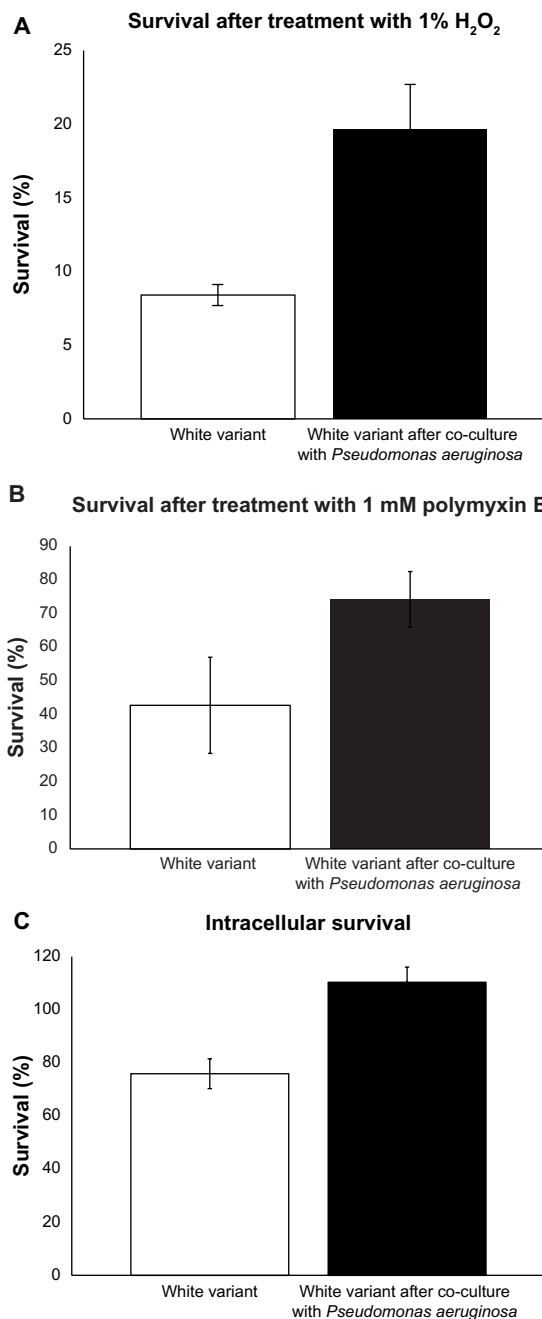 A
Survival after treatment with 1% H₂O₂
Survival (%)
25
20
15
10
5
0
White variant
White variant after co-culture
with Pseudomonas aeruginosa
B
Survival after treatment with 1 mM polymyxin B
Survival (%)
90
80
70
60
50
40
30
20
10
0
White variant
White variant after co-culture
with Pseudomonas aeruginosa
C
Intracellular survival
Survival (%)
120
100
80
60
40
20
0
White variant
White variant after co-culture
with Pseudomonas aeruginosa